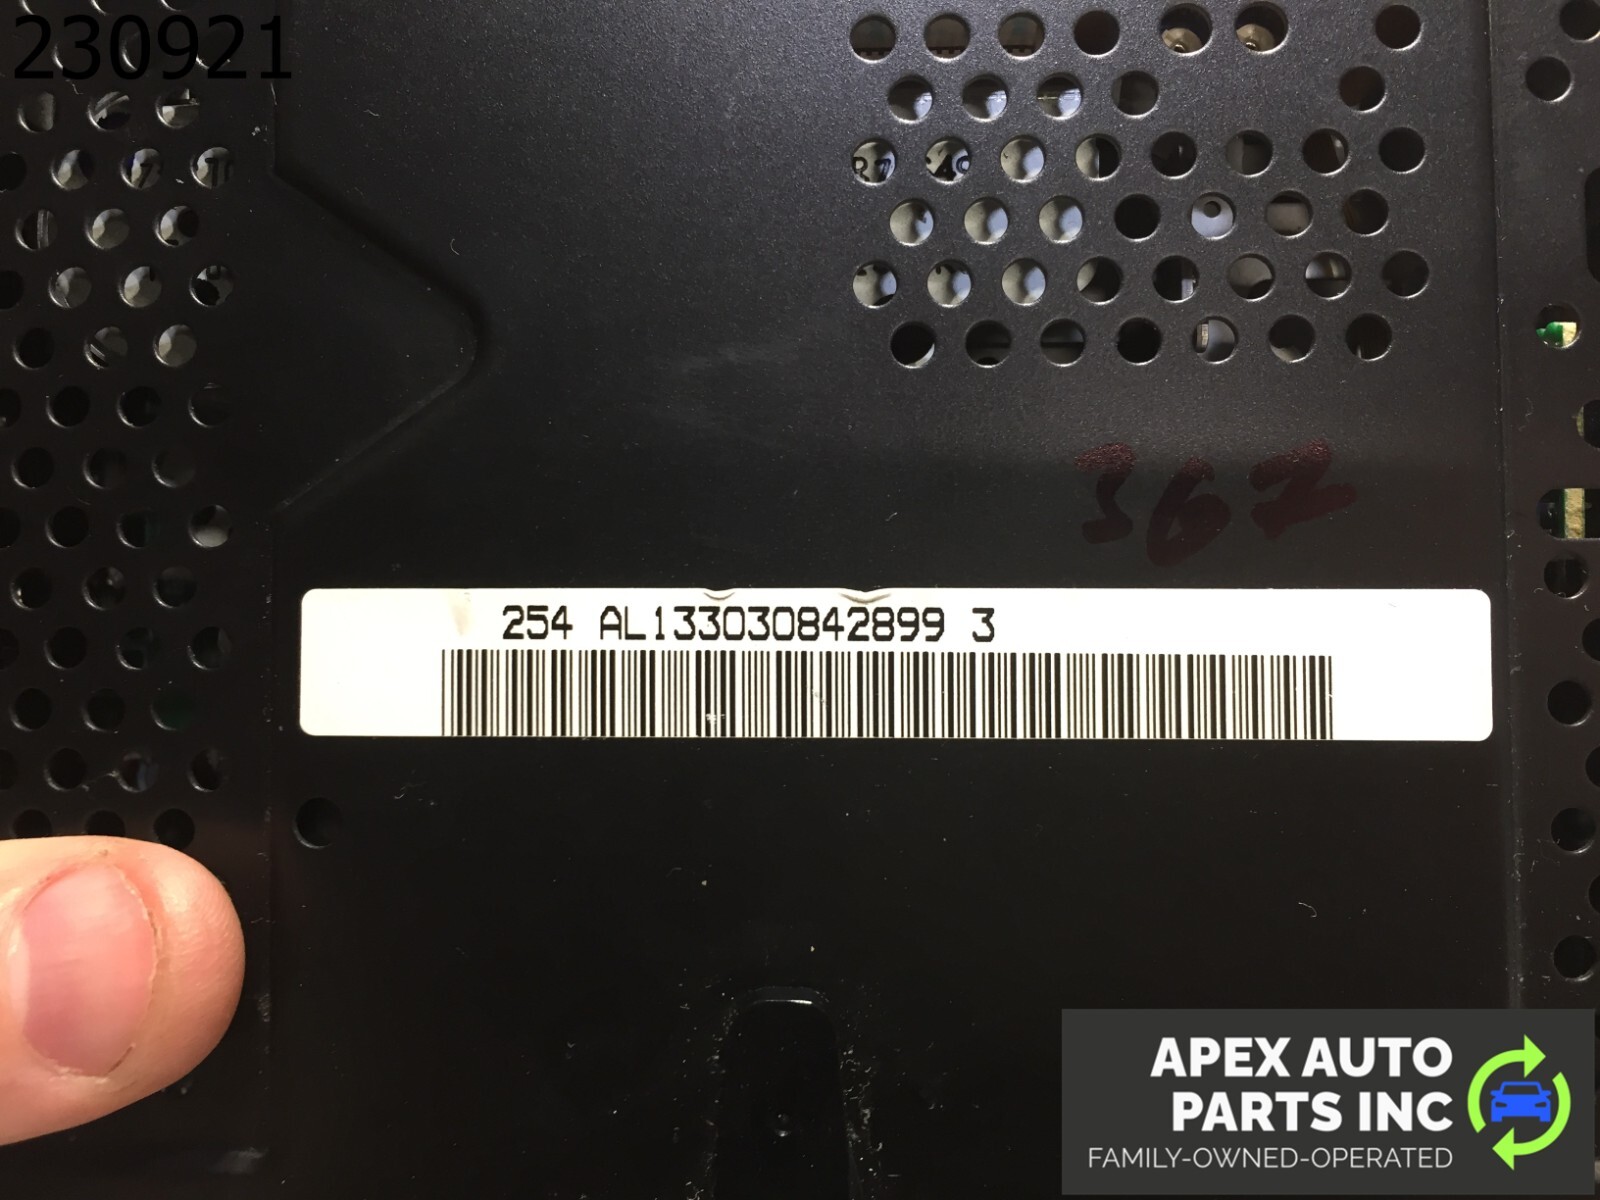 230921
362
254 AL133030842899 3
APEX AUTO
PARTS INC
FAMILY-OWNED-OPERATED